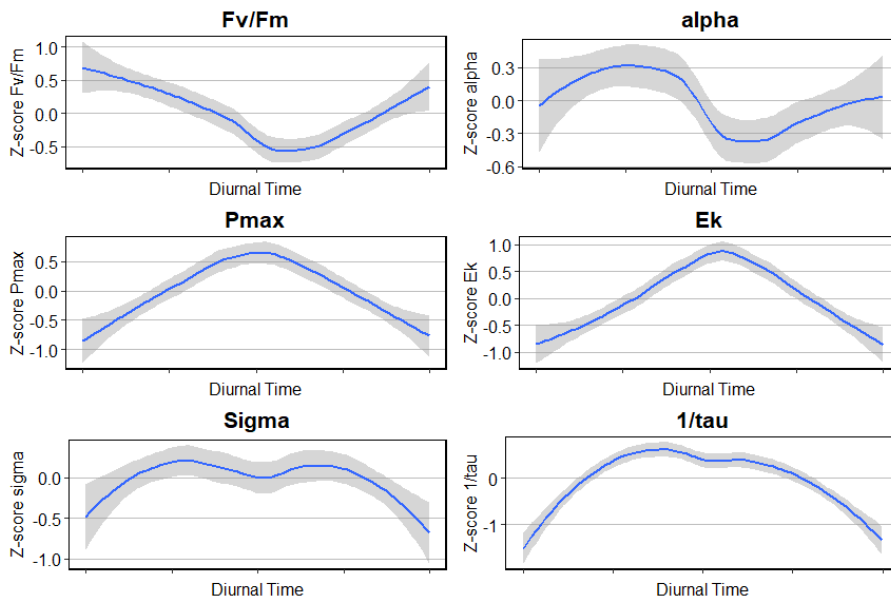 Fv/Fm
Z-score Fv/Fm
1.0
0.5
0.0
-0.5
Diurnal Time
alpha
Z-score alpha
0.3
0.0
-0.3
-0.6
Diurnal Time
Pmax
Z-score Pmax
0.5
0.0
-0.5
-1.0
Diurnal Time
Ek
Z-score Ek
1.0
0.5
0.0
-0.5
-1.0
Diurnal Time
Sigma
Z-score sigma
0.0
-0.5
-1.0
Diurnal Time
1/tau
Z-score 1/tau
0
-1
Diurnal Time